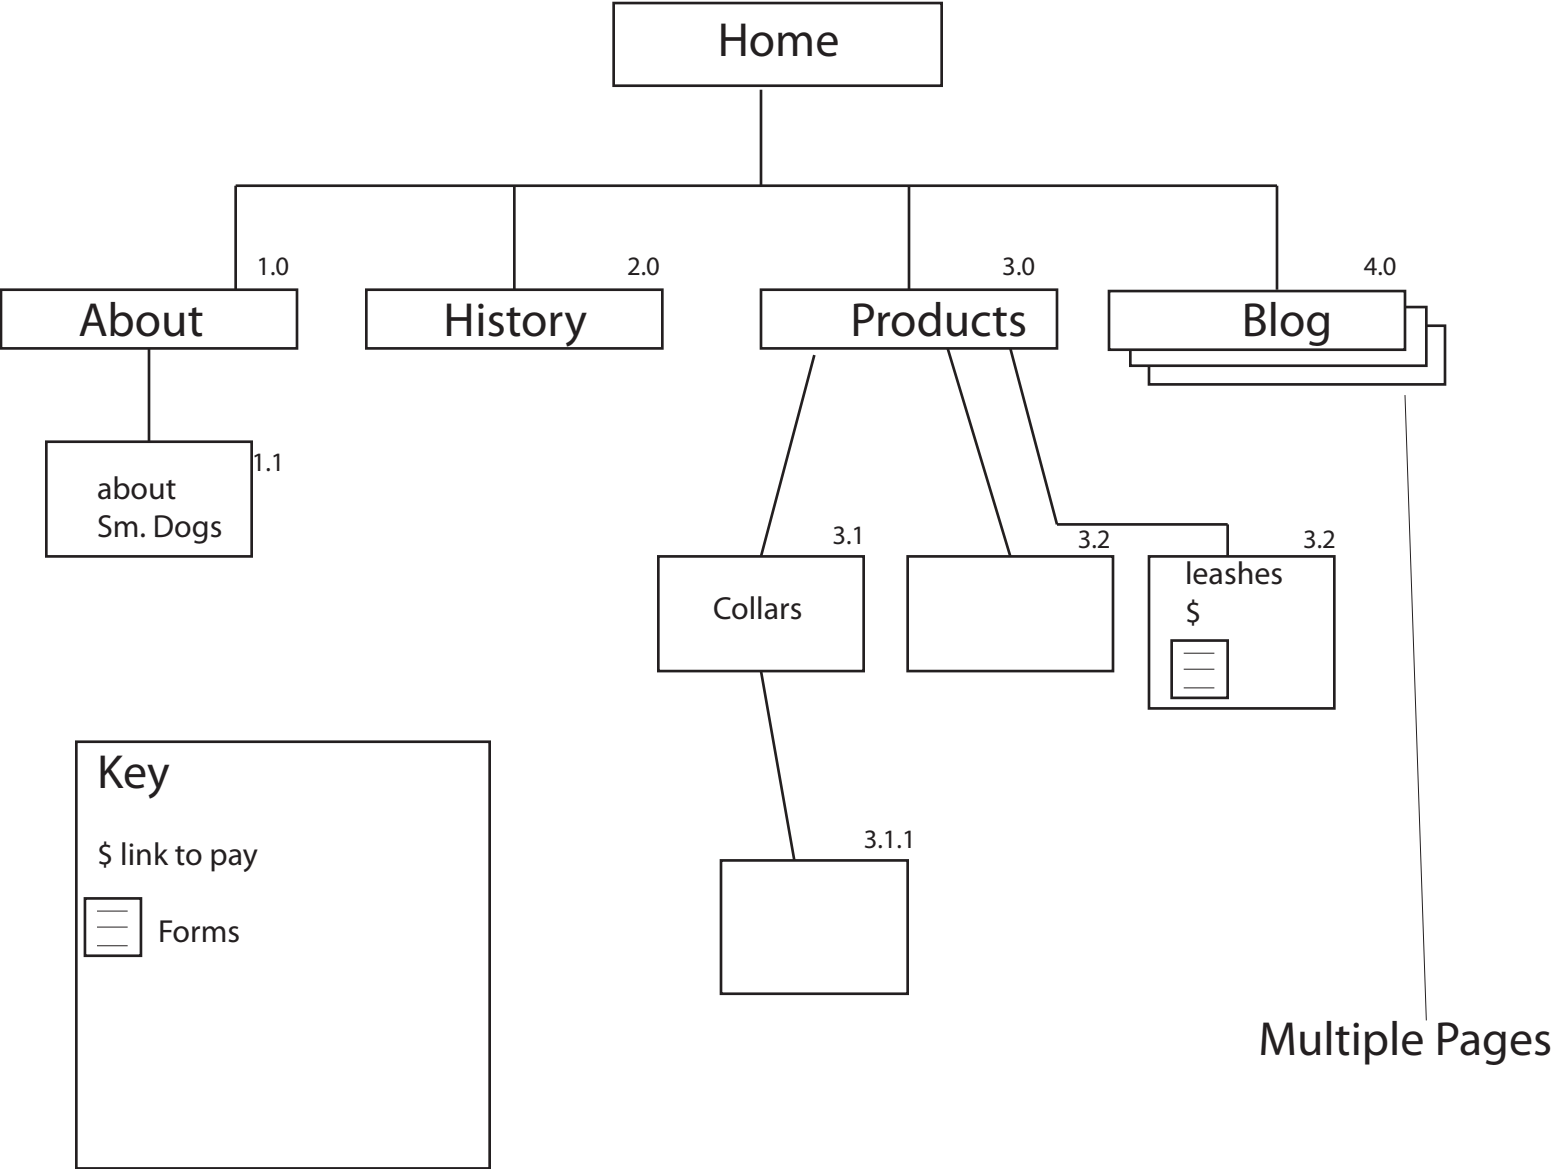 Home
1.0
2.0
3.0
4.0
About
History
Products
Blog
1.1
about
Sm. Dogs
3.1
3.2
3.2
Collars
leashes
$
Key
$ link to pay
Forms
3.1.1
Multiple Pages